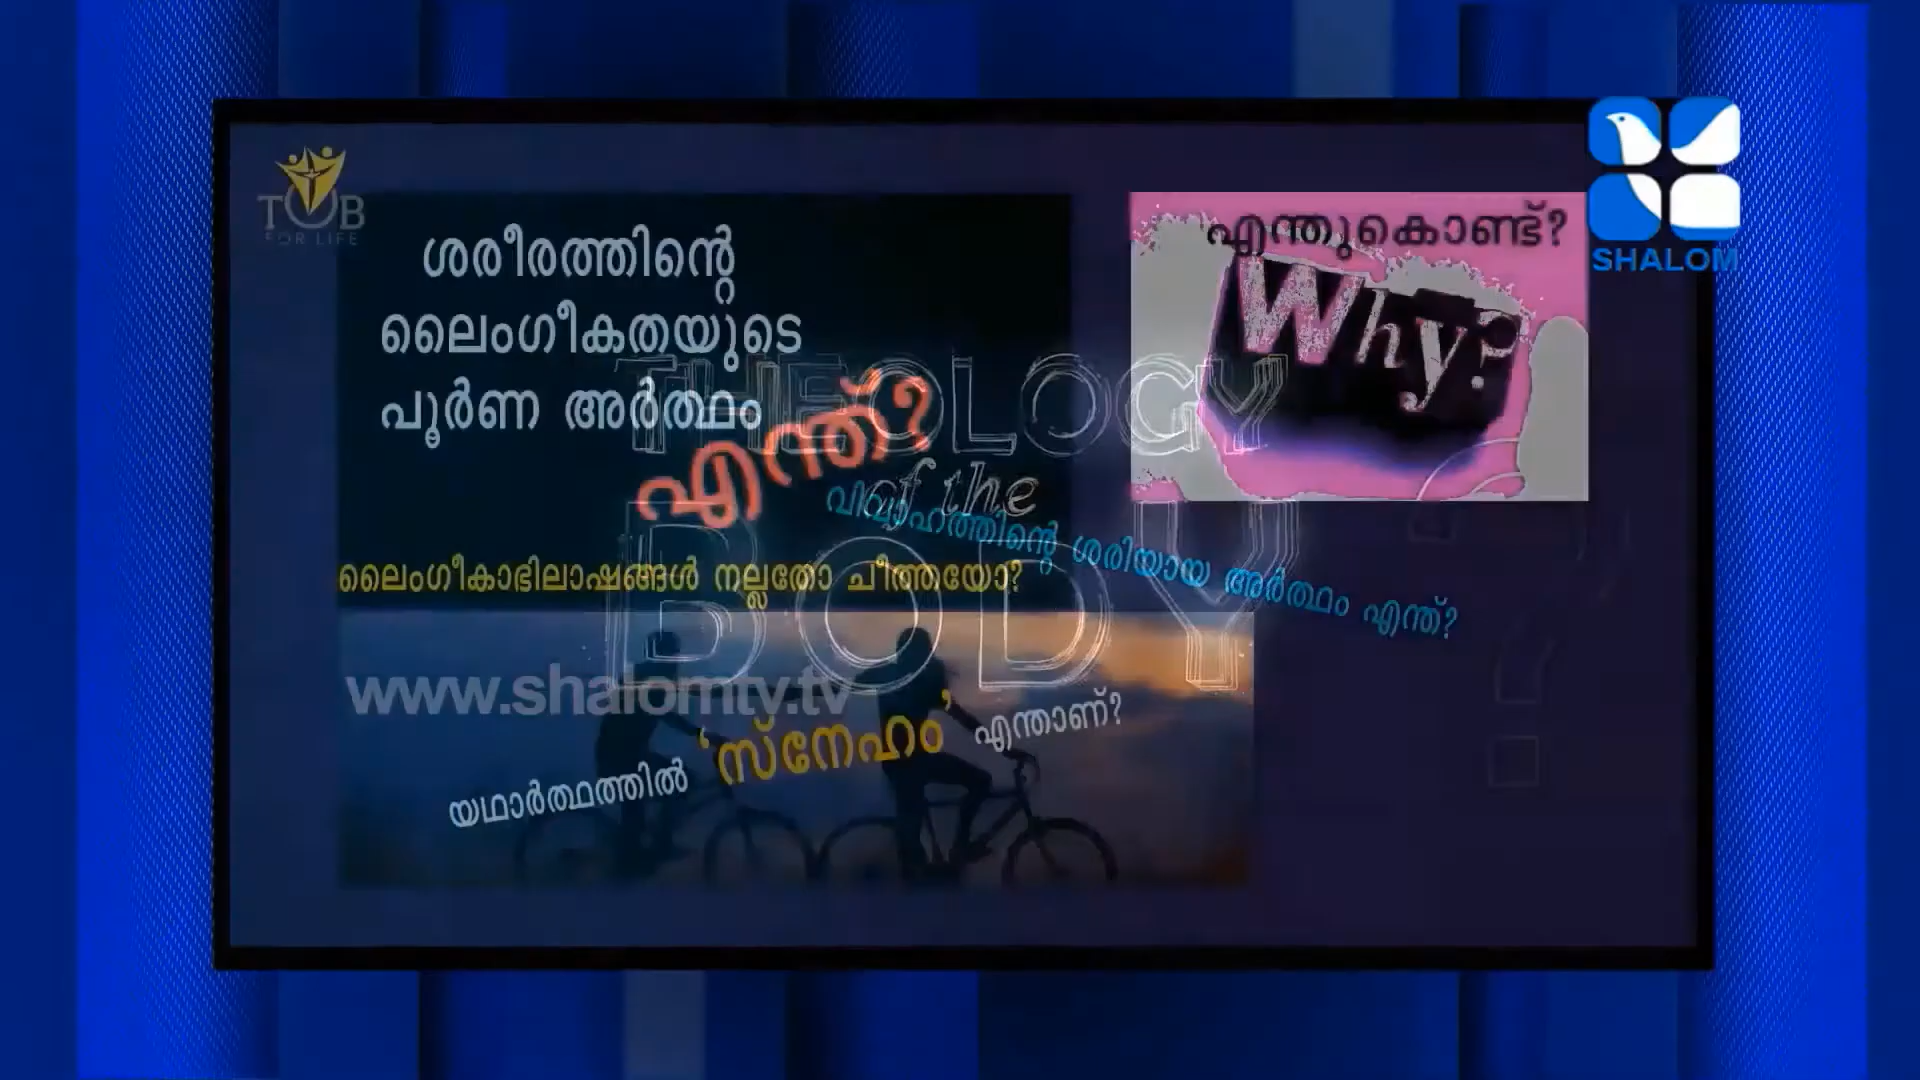 TOB
FOR LIFE
SHALOM
ശരീരത്തിന്റെ
ലൈംഗീകതയുടെ
പൂർണ അർത്ഥം
എന്ത്?
എന്തുകൊണ്ട്?
Why?
THEOLOGY
of the
BODY
വിവാഹത്തിന്റെ ശരിയായ അർത്ഥം എന്ത്?
ലൈംഗീകാഭിലാഷങ്ങൾ നല്ലതോ ചീത്തയോ?
www.shalomtv.tv
യഥാർത്ഥത്തിൽ 'സ്നേഹം' എന്താണ്?